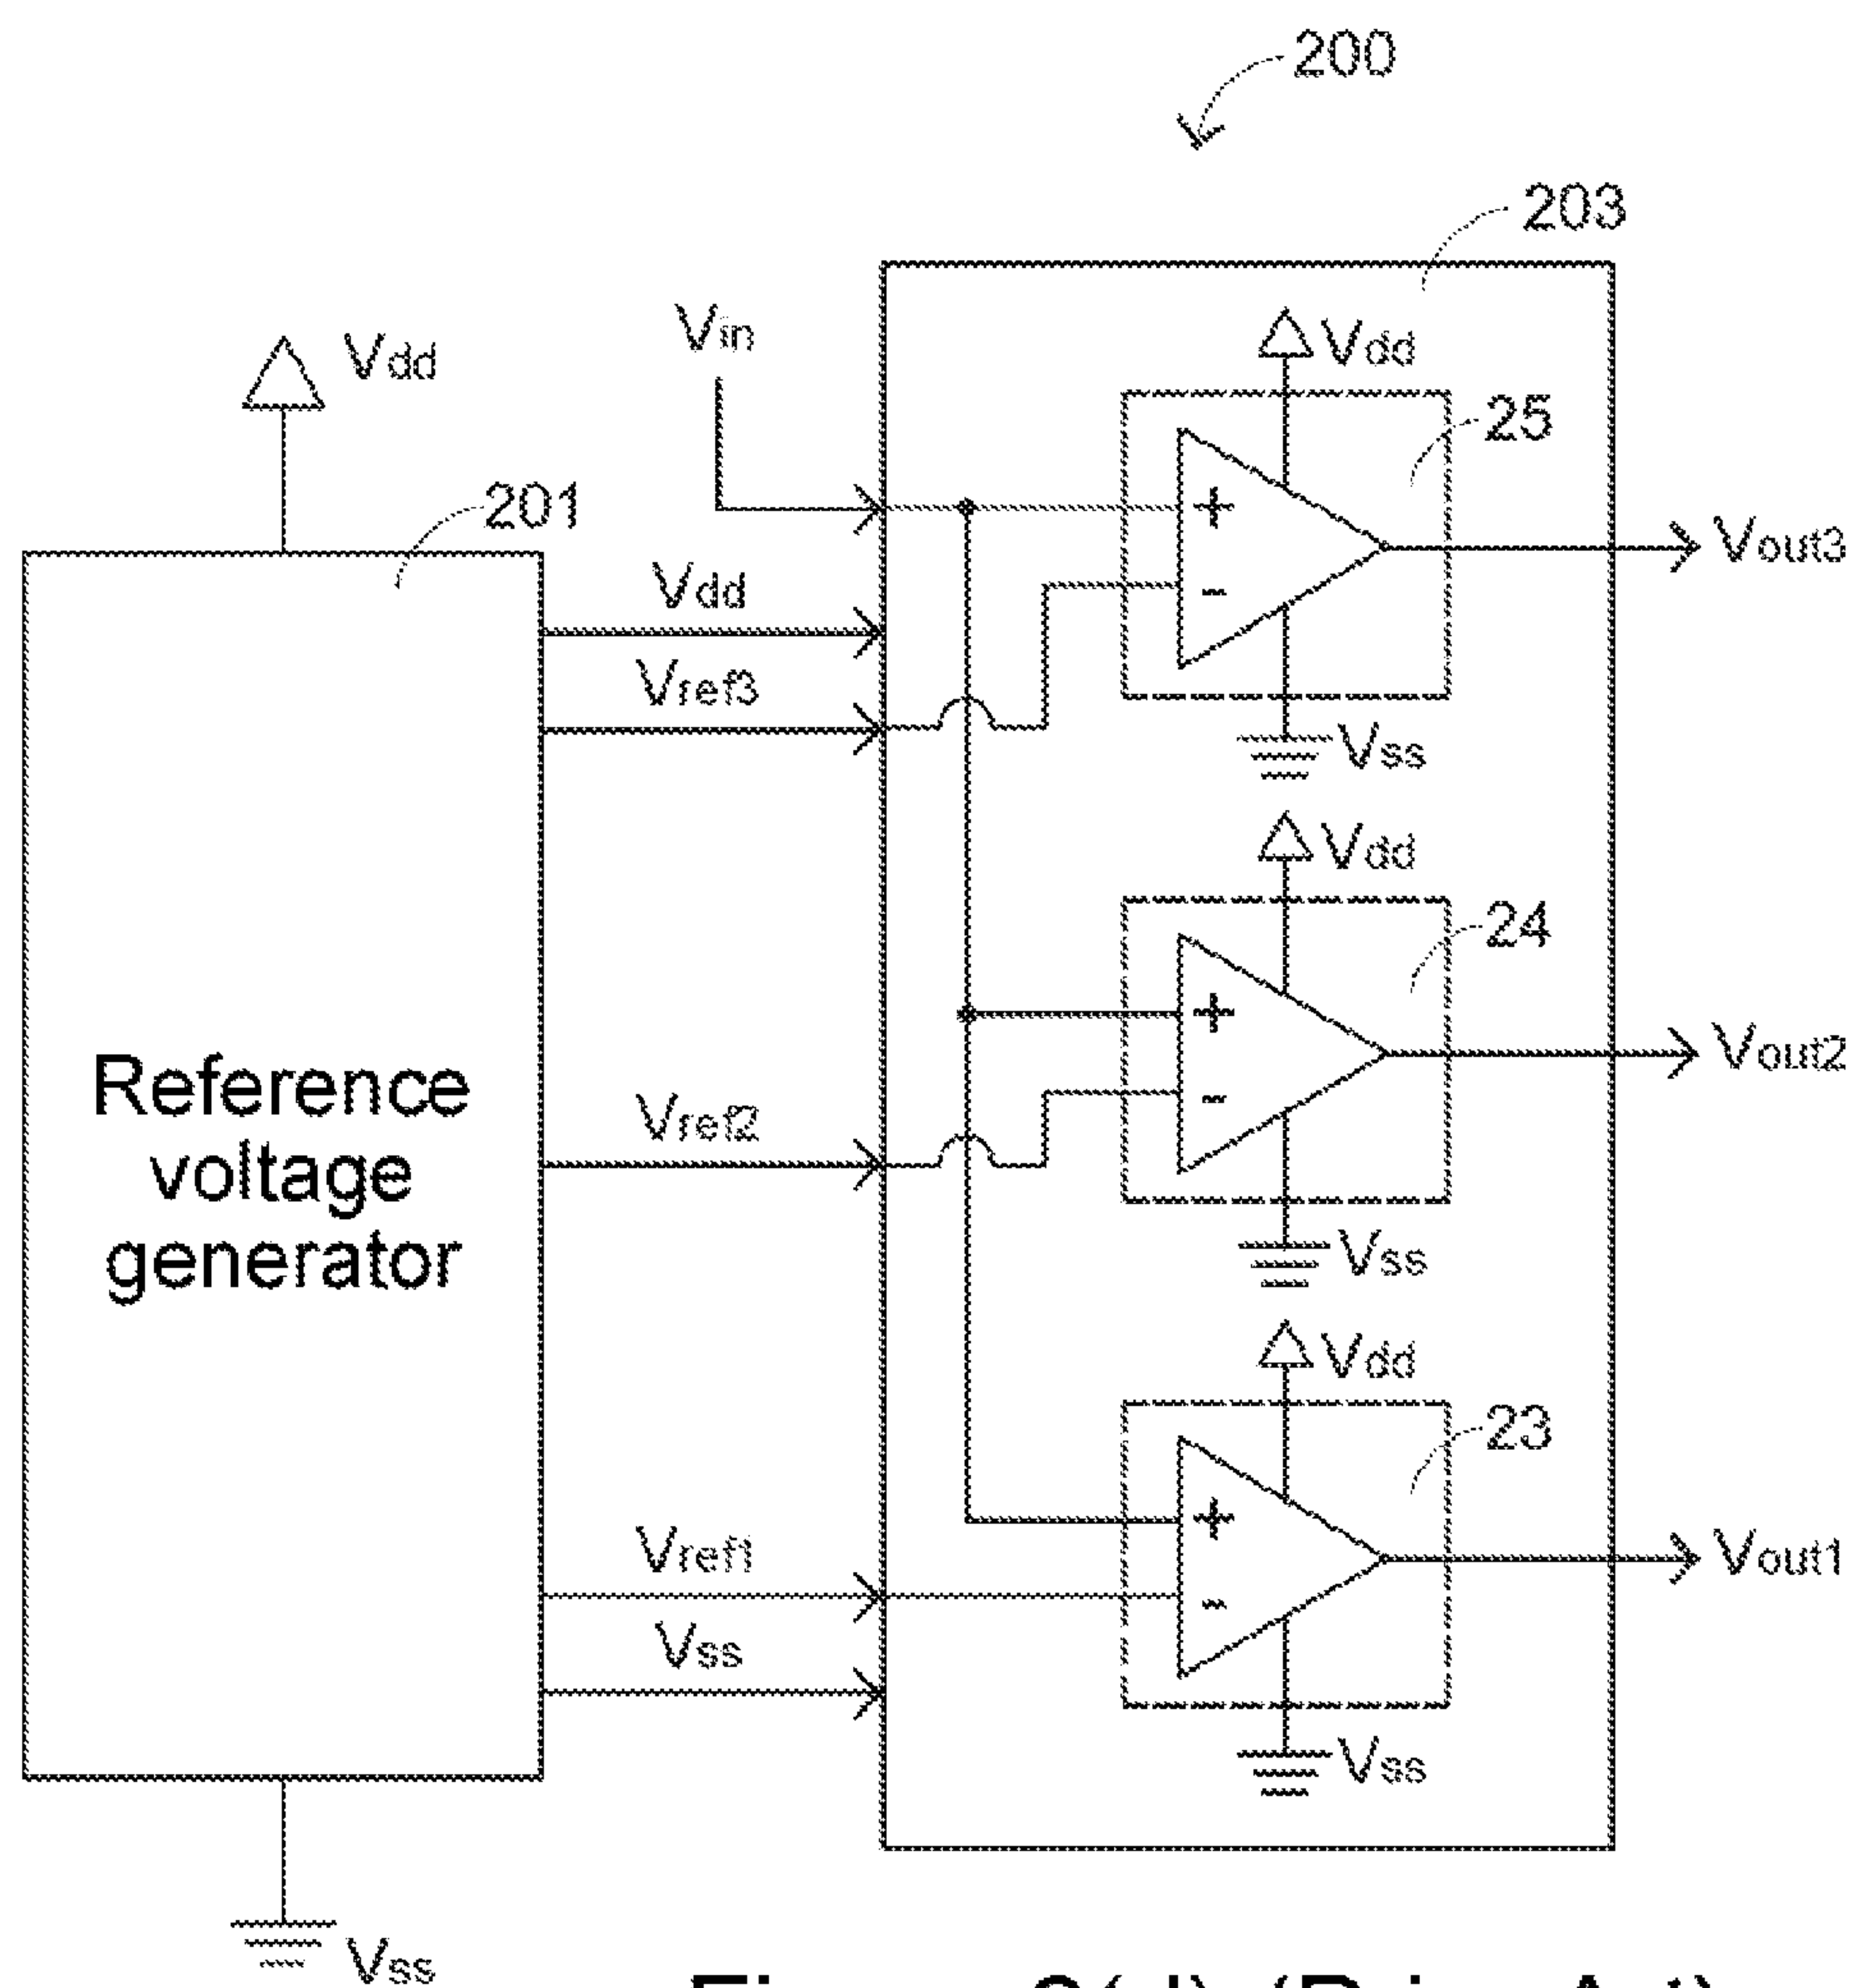 200
203
Vin
Vdd
Vdd
25
201
+
Vout3
Vdd
-
Vref3
Vss
Vdd
24
+
Vout2
Reference
voltage
generator
Vref2
-
Vss
Vdd
23
+
Vref1
Vout1
-
Vss
Vss
Vss